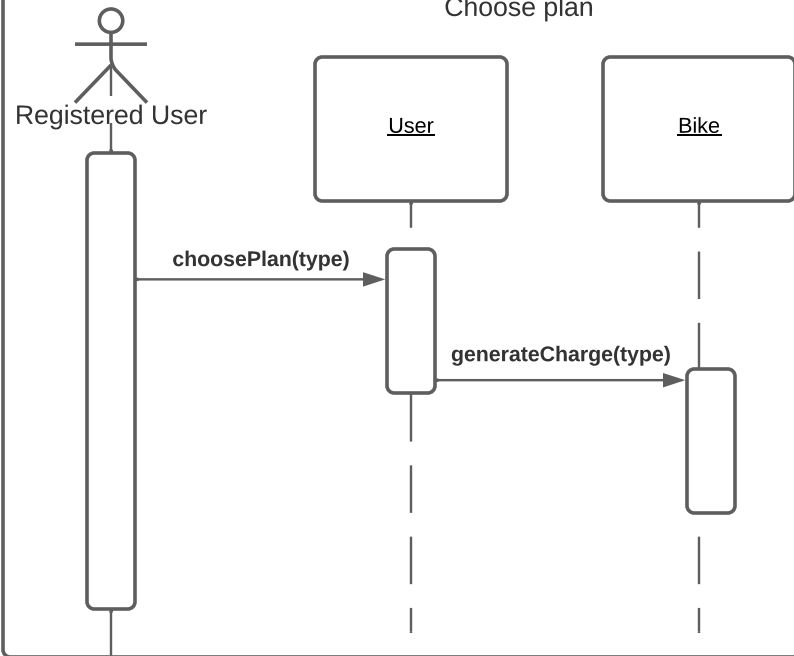 Choose plan
Registered User
User
Bike
choosePlan(type)
generateCharge(type)